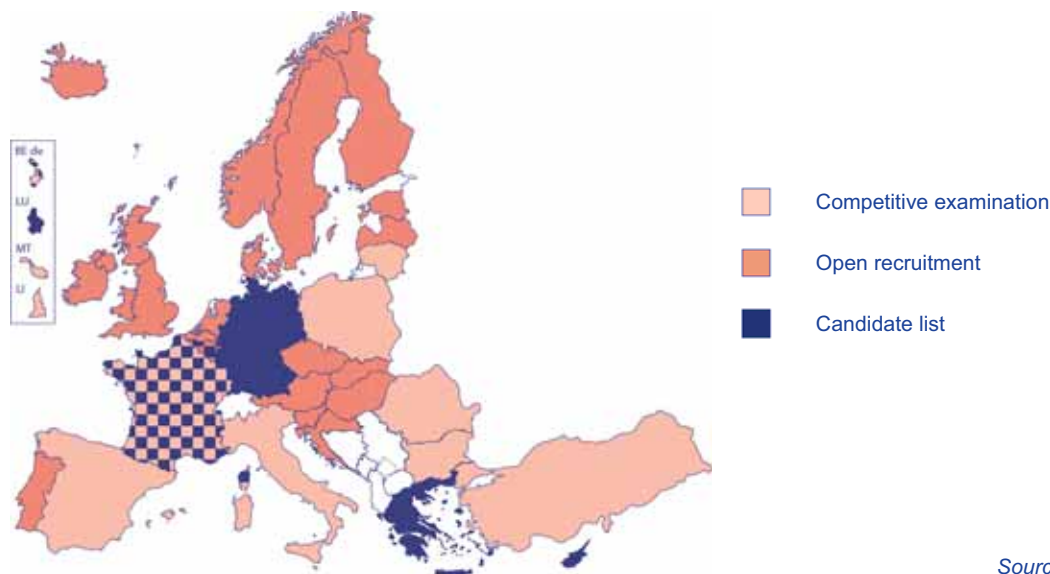 BE de
LU
MT
LI
Competitive examination
Open recruitment
Candidate list
Sourc